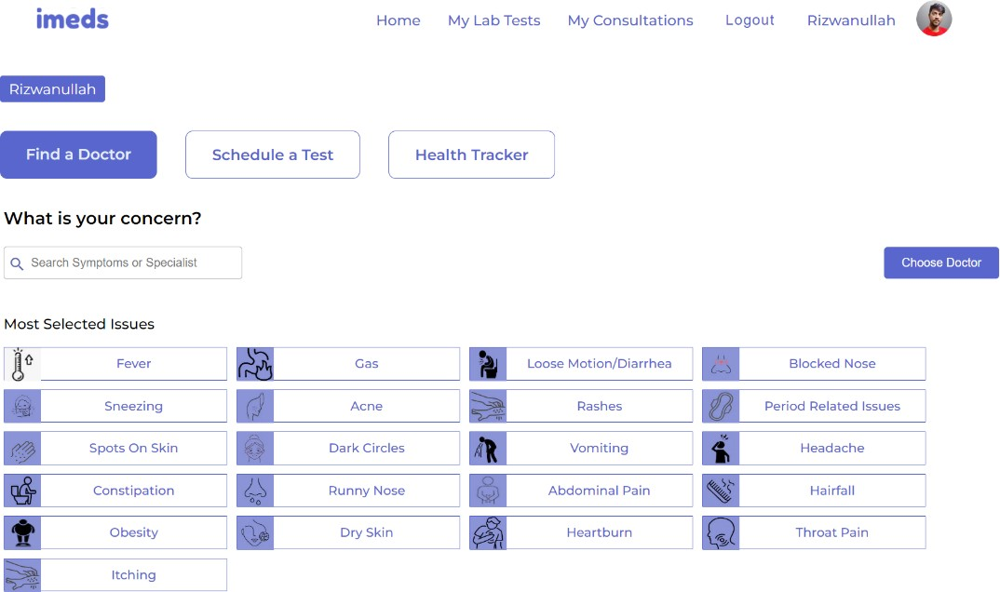 imeds Home My Lab Tests My Consultations Logout Rizwanullah
Rizwanullah
Find a Doctor Schedule a Test Health Tracker
What is your concern?
Search Symptoms or Specialist Choose Doctor
Most Selected Issues
Fever Gas Loose Motion/Diarrhea Blocked Nose
Sneezing Acne Rashes Period Related Issues
Spots On Skin Dark Circles Vomiting Headache
Constipation Runny Nose Abdominal Pain Hairfall
Obesity Dry Skin Heartburn Throat Pain
Itching